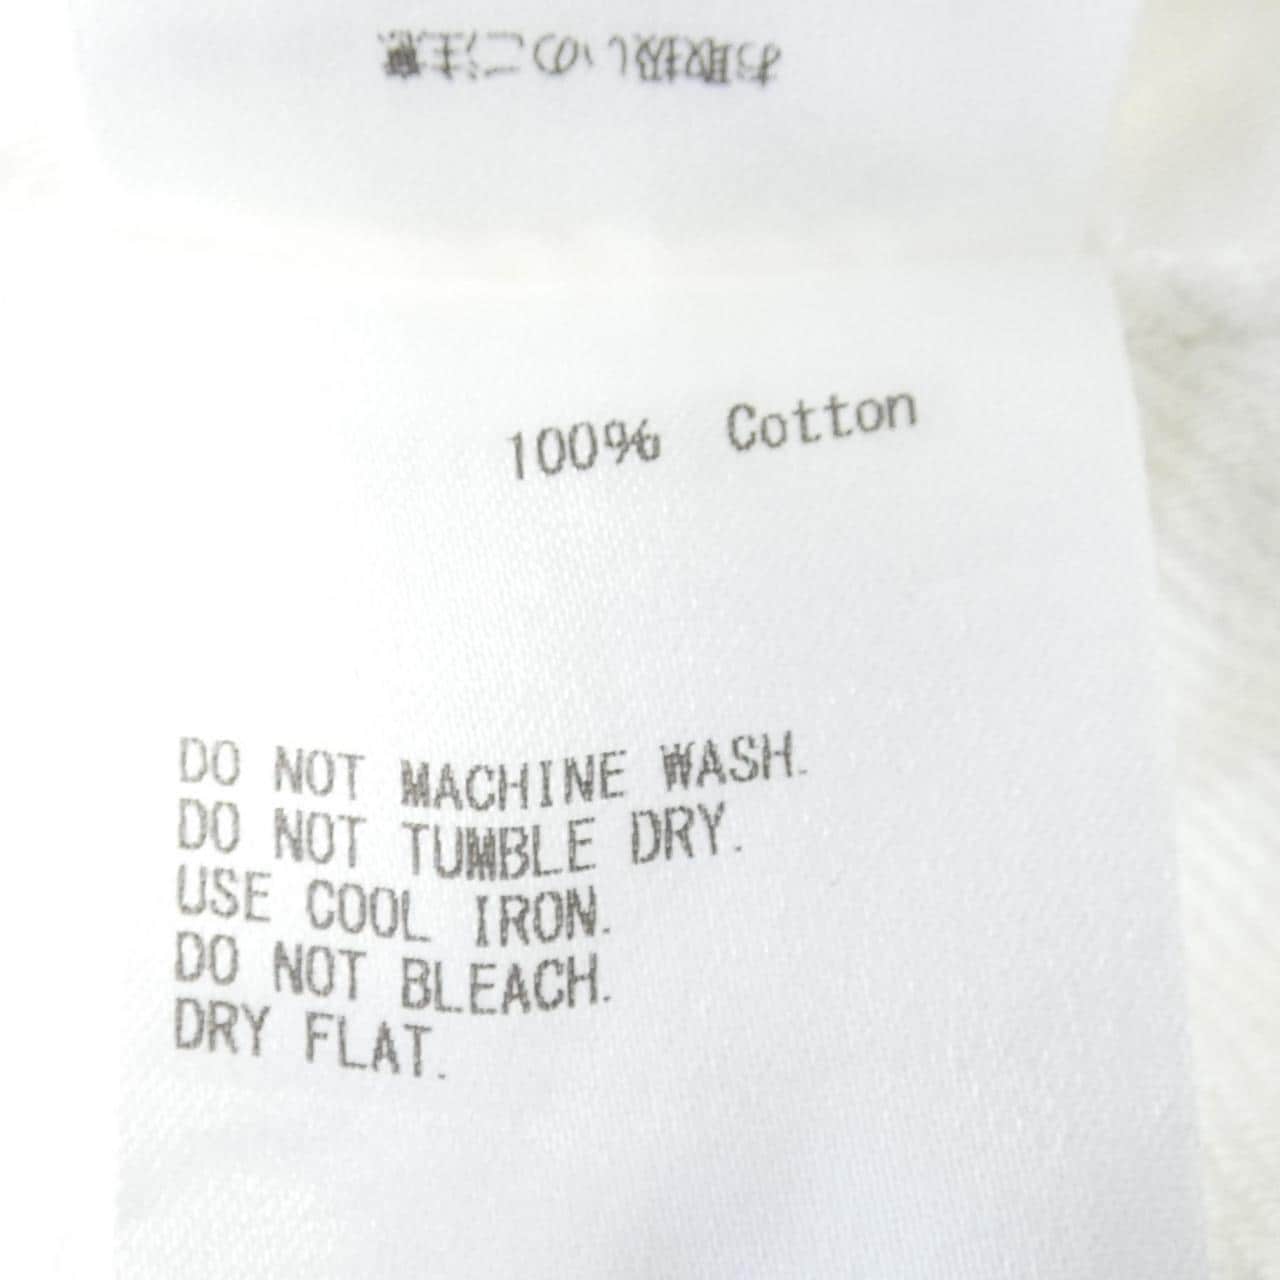 お取扱いのご注意
100% Cotton
DO NOT MACHINE WASH.
DO NOT TUMBLE DRY.
USE COOL IRON.
DO NOT BLEACH.
DRY FLAT.